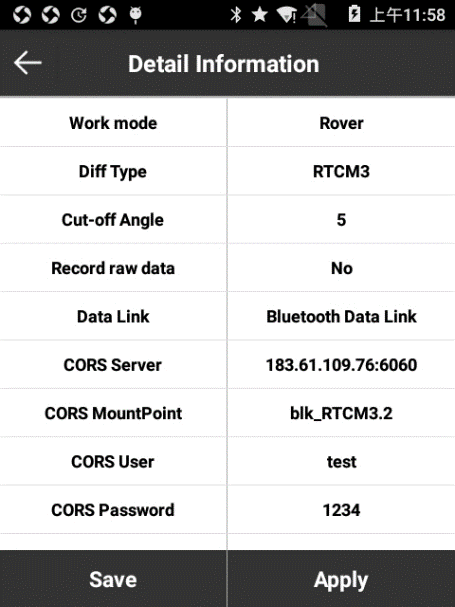 上午11:58
Detail Information
Work mode Rover
Diff Type RTCM3
Cut-off Angle 5
Record raw data No
Data Link Bluetooth Data Link
CORS Server 183.61.109.76:6060
CORS MountPoint blk_RTCM3.2
CORS User test
CORS Password 1234
Save Apply